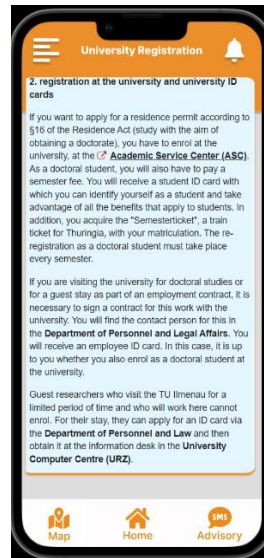 University Registration
2. registration at the university and university ID
cards
If you want to apply for a residence permit according to
§16 of the Residence Act (study with the aim of
obtaining a doctorate), you have to enrol at the
university, at the Academic Service Center (ASC).
As a doctoral student, you will also have to pay a
semester fee. You will receive a student ID card with
which you can identify yourself as a student and take
advantage of all the benefits that apply to students. In
addition, you acquire the "Semesterticket", a train
ticket for Thuringia, with your matriculation. The re-
registration as a doctoral student must take place
every semester.
If you are visiting the university for doctoral studies or
for a guest stay as part of an employment contract, it is
necessary to sign a contract for this work with the
university. You will find the contact person for this in
the Department of Personnel and Legal Affairs. You
will receive an employee ID card. In this case, it is up
to you whether you also enrol as a doctoral student at
the university.
Guest researchers who visit the TU Ilmenau for a
limited period of time and who will work here cannot
enrol. For their stay, they can apply for an ID card via
the Department of Personnel and Law and then
obtain it at the information desk in the University
Computer Centre (URZ).
SMS
Map Home Advisory